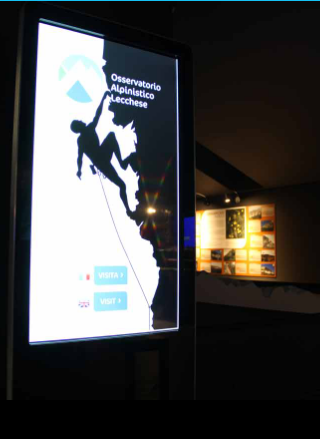 Osservatorio
Alpinistico
Lecchese
VISITA >
VISIT >